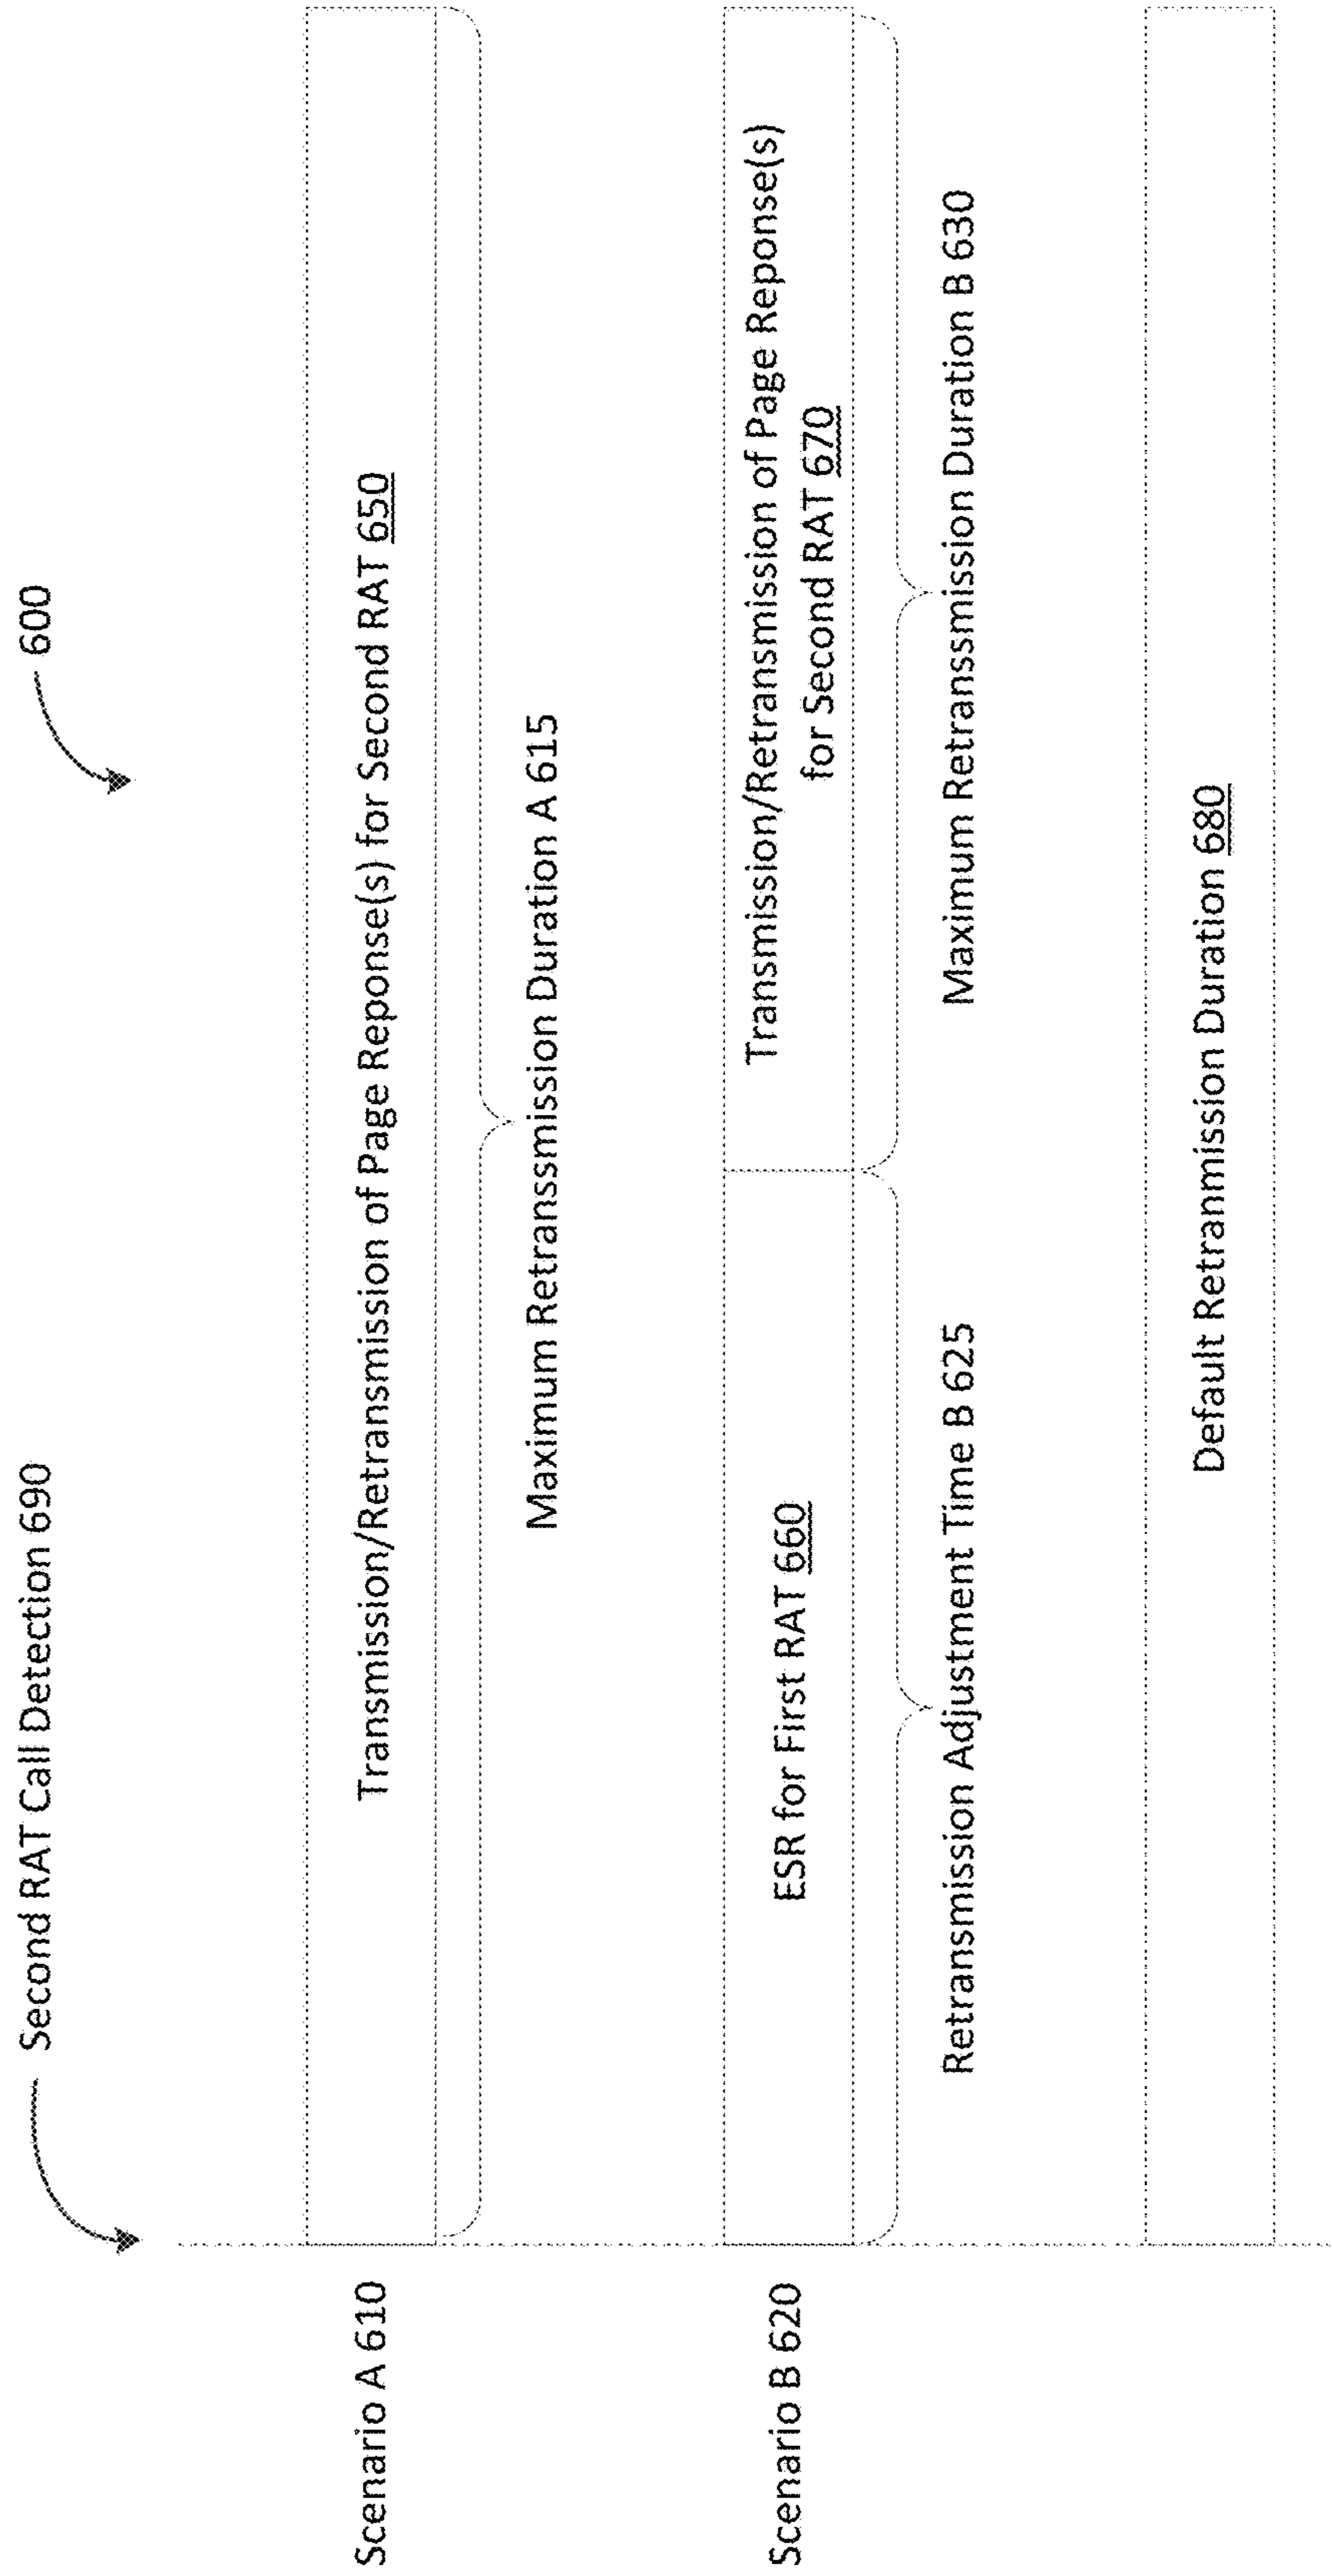 Second RAT Call Detection 690
600
Scenario A 610
Transmission/Retransmission of Page Reponse(s) for Second RAT 650
Maximum Retranssmission Duration A 615
Scenario B 620
ESR for First RAT 660
Transmission/Retransmission of Page Reponse(s)
for Second RAT 670
Retransmission Adjustment Time B 625
Maximum Retranssmission Duration B 630
Default Retranmission Duration 680